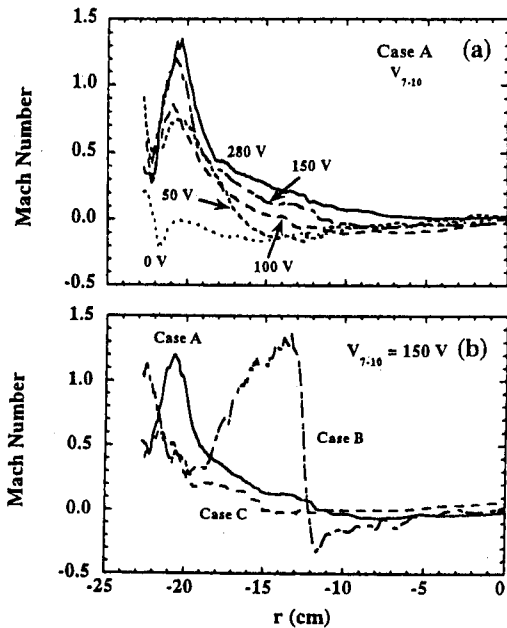 Case A (a)
V7-10
Mach Number
1.5
1.0
0.5
0.0
-0.5
280 V
150 V
50 V
100 V
0 V
Case A
V7-10 = 150 V (b)
Mach Number
1.5
1.0
0.5
0.0
-0.5
Case B
Case C
-25 -20 -15 -10 -5 0
r (cm)